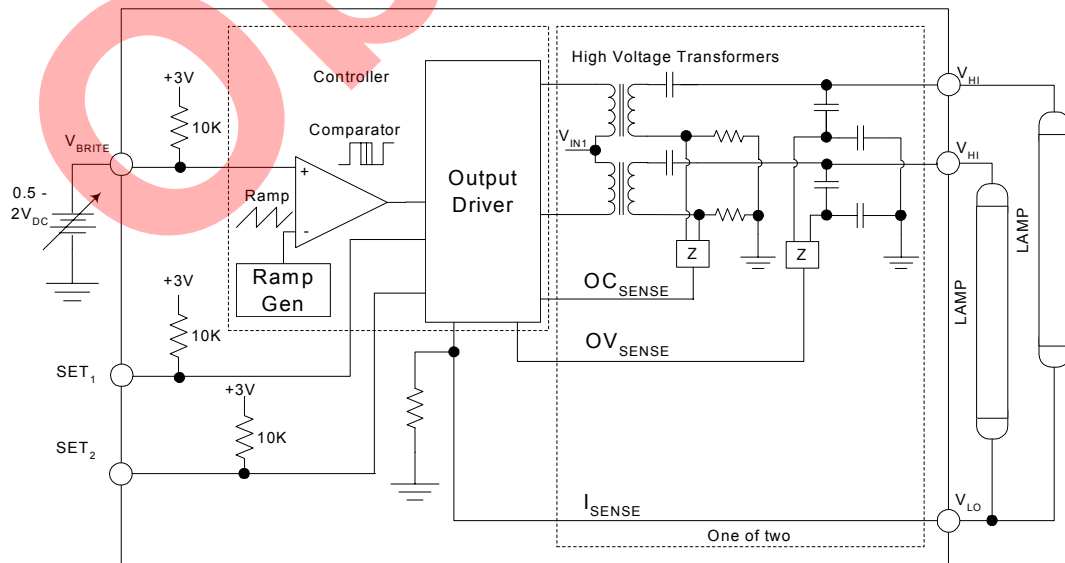 High Voltage Transformers
Controller
+3V
10K
V_BRITE
Comparator
V_HI
V_HI
V_IN1
Output
Driver
+
-
Ramp
0.5 -
2V_DC
Ramp
Gen
Z
Z
LAMP
LAMP
OC_SENSE
OV_SENSE
+3V
10K
SET_1
+3V
10K
SET_2
I_SENSE
V_LO
One of two